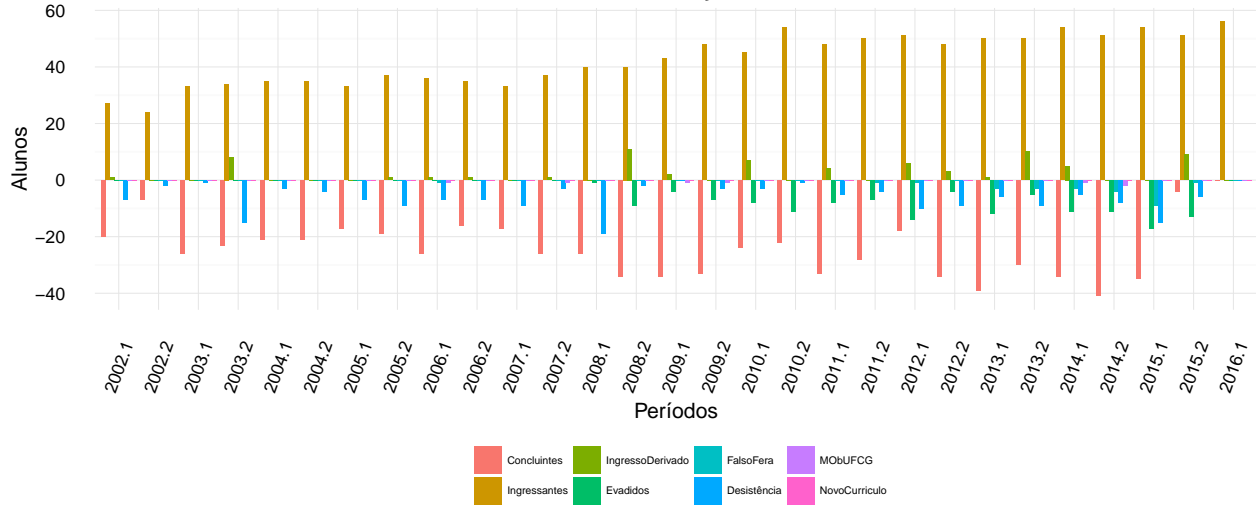 60
40
20
0
−20
−40
Alunos
2002.1 2002.2 2003.1 2003.2 2004.1 2004.2 2005.1 2005.2 2006.1 2006.2 2007.1 2007.2 2008.1 2008.2 2009.1 2009.2 2010.1 2010.2 2011.1 2011.2 2012.1 2012.2 2013.1 2013.2 2014.1 2014.2 2015.1 2015.2 2016.1
Períodos
Concluintes IngressoDerivado FalsoFera MObUFCG
Ingressantes Evadidos Desistência NovoCurriculo